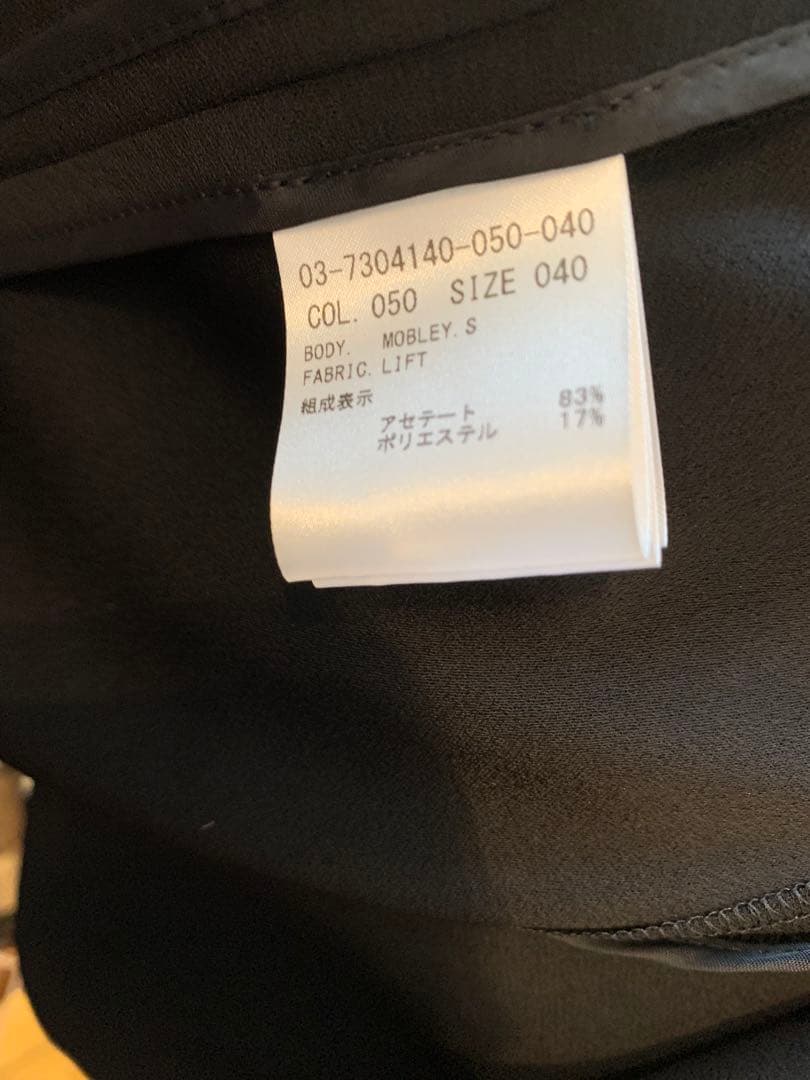 03-7304140-050-040
COL. 050 SIZE 040
BODY. MOBLEY.S
FABRIC. LIFT
組成表示
アセテート 83%
ポリエステル 17%